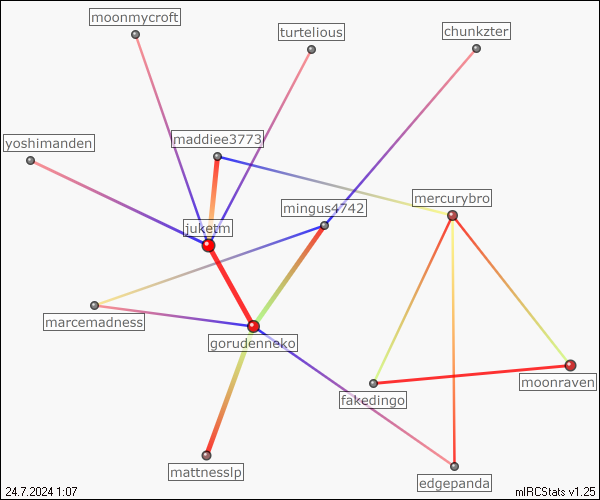 moonmycroft
turtelious
chunkzter
yoshimanden
maddiee3773
mercurybro
mingus4742
juketm
marcemadness
gorudenneko
moonraven
fakedingo
mattnesslp
edgepanda
24.7.2024 1:07
mIRCStats v1.25